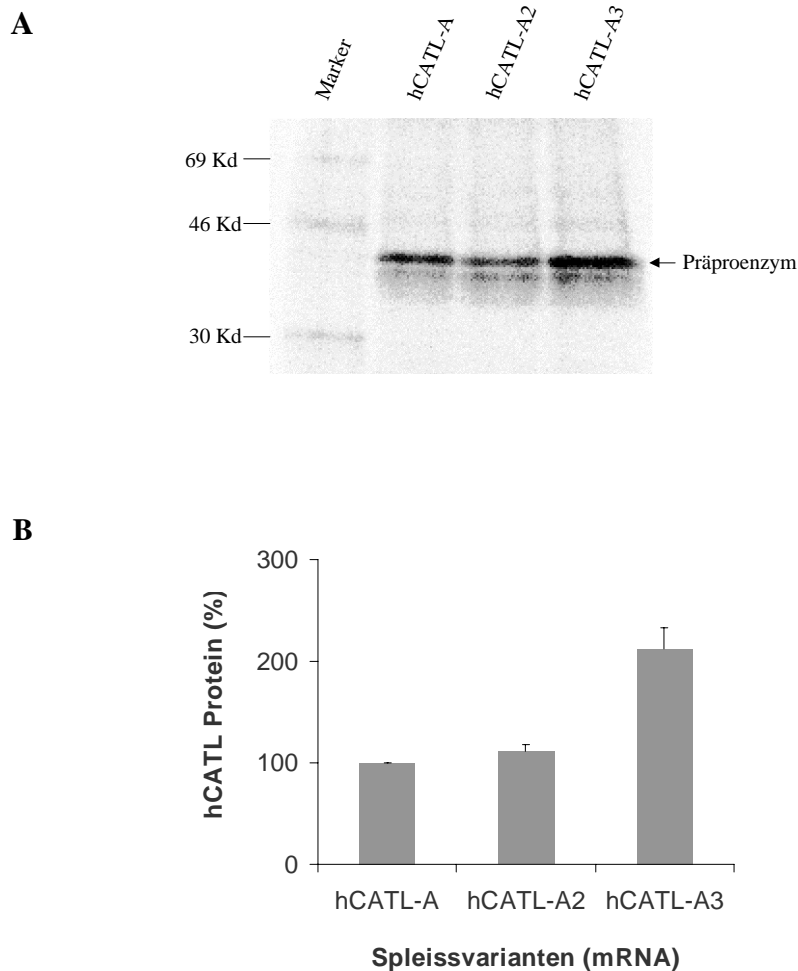 A
Marker
hCATL-A
hCATL-A2
hCATL-A3
69 Kd
46 Kd
Präproenzym
30 Kd
B
300
200
100
0
hCATL Protein (%)
hCATL-A
hCATL-A2
hCATL-A3
Spleissvarianten (mRNA)